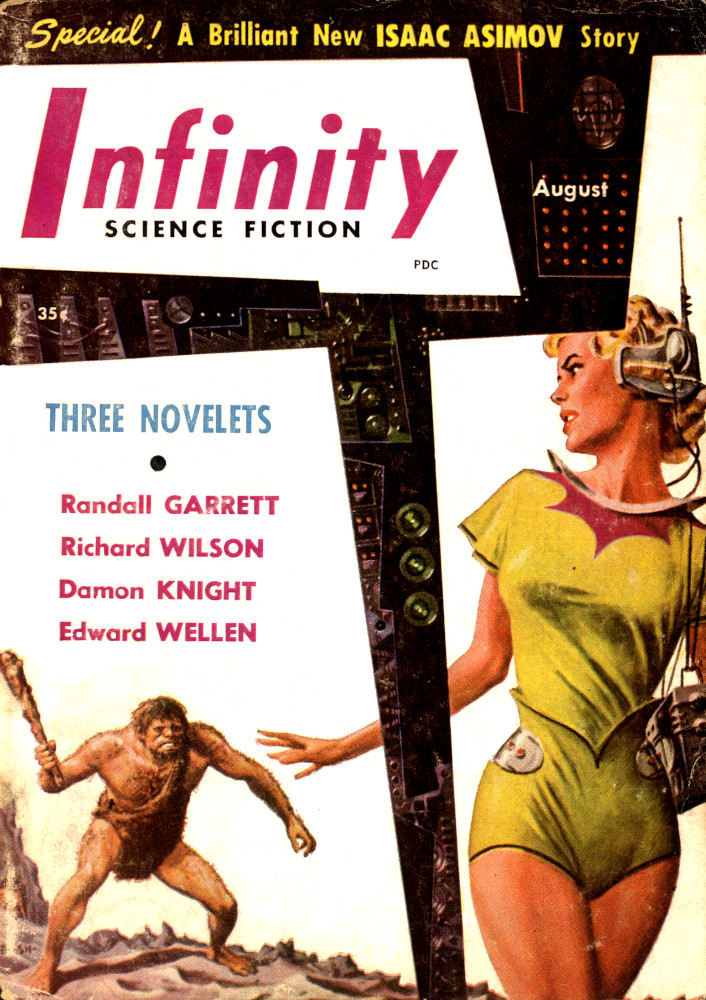 Special! A Brilliant New ISAAC ASIMOV Story
Infinity
SCIENCE FICTION
PDC
August
35¢
THREE NOVELETS
Randall GARRETT
Richard WILSON
Damon KNIGHT
Edward WELLEN